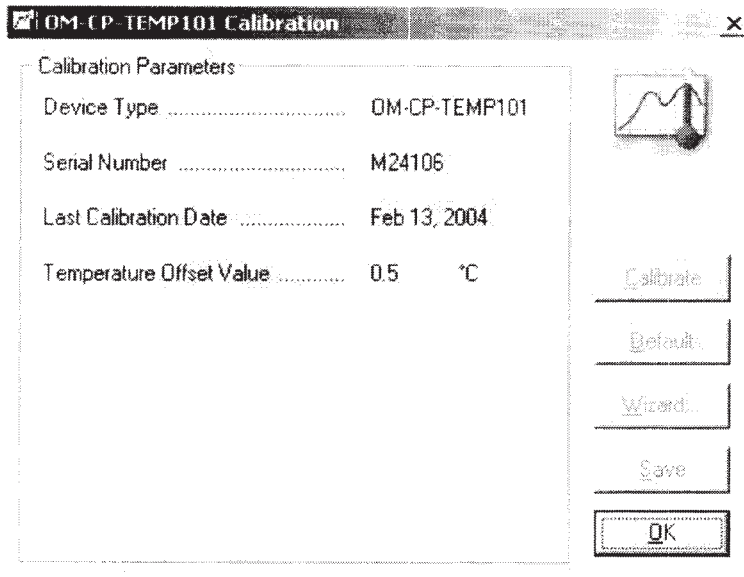 OM-CP-TEMP101 Calibration
Calibration Parameters
Device Type .......................... OM-CP-TEMP101
Serial Number ........................ M24106
Last Calibration Date ................ Feb 13, 2004
Temperature Offset Value ........... 0.5 °C
Calibrate
Default
Wizard...
Save
OK